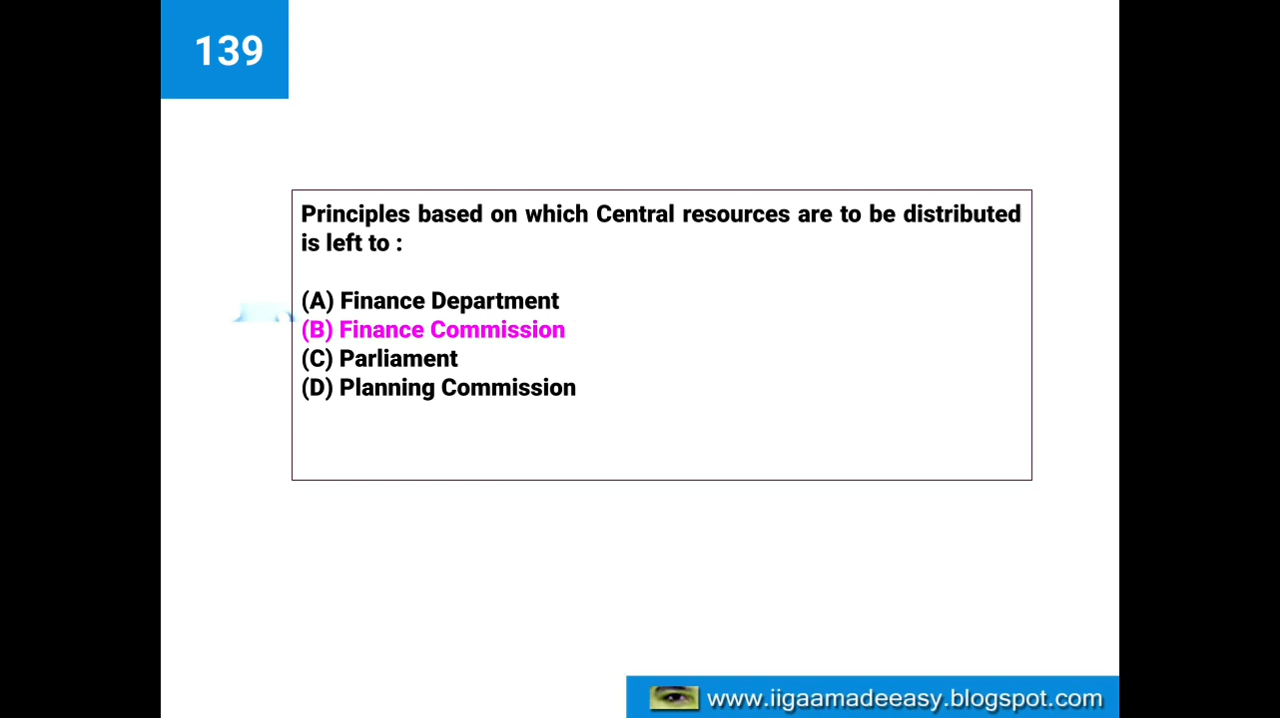 139
Principles based on which Central resources are to be distributed
is left to :
(A) Finance Department
(B) Finance Commission
(C) Parliament
(D) Planning Commission
www.iigaamadeeasy.blogspot.com